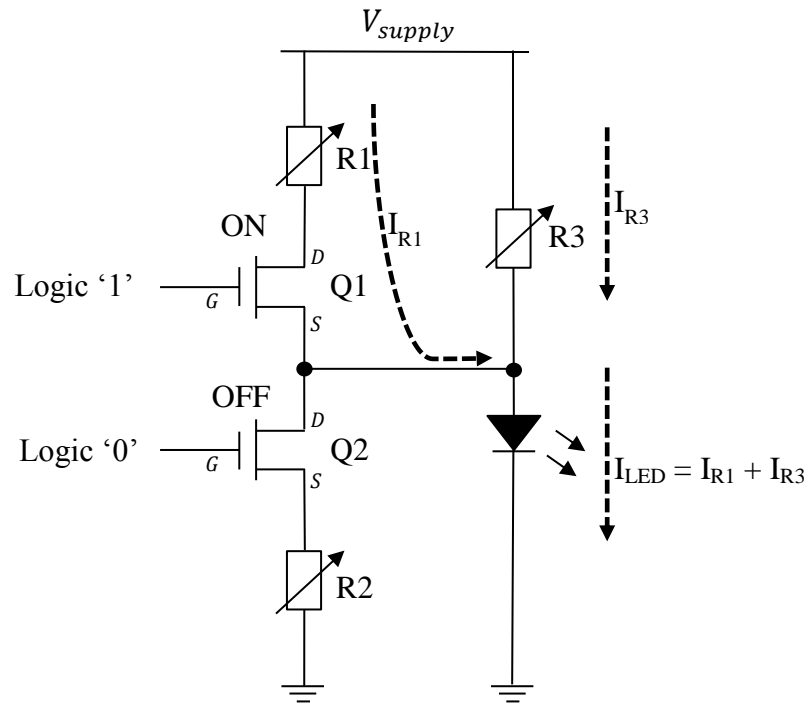 V_supply
R1
I_R1
R3
I_R3
ON
D
Logic ‘1’
G
Q1
S
OFF
D
Logic ‘0’
G
Q2
S
I_LED = I_R1 + I_R3
R2